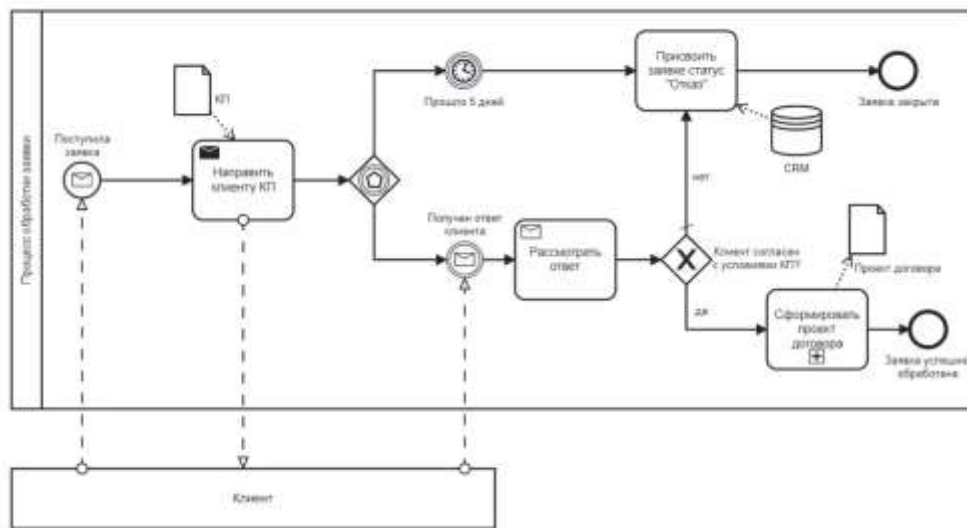 Процесс обработки заявки
Поступила
заявка
КП
Направить
клиенту КП
Прошло 5 дней
Получен ответ
клиента
Рассмотреть
ответ
Присвоить
заявке статус
"Отказ"
Заявка закрыта
CRM
нет
Клиент согласен
с условиями КП?
да
Проект договора
Сформировать
проект
договора
Заявка успешно
обработана
Клиент